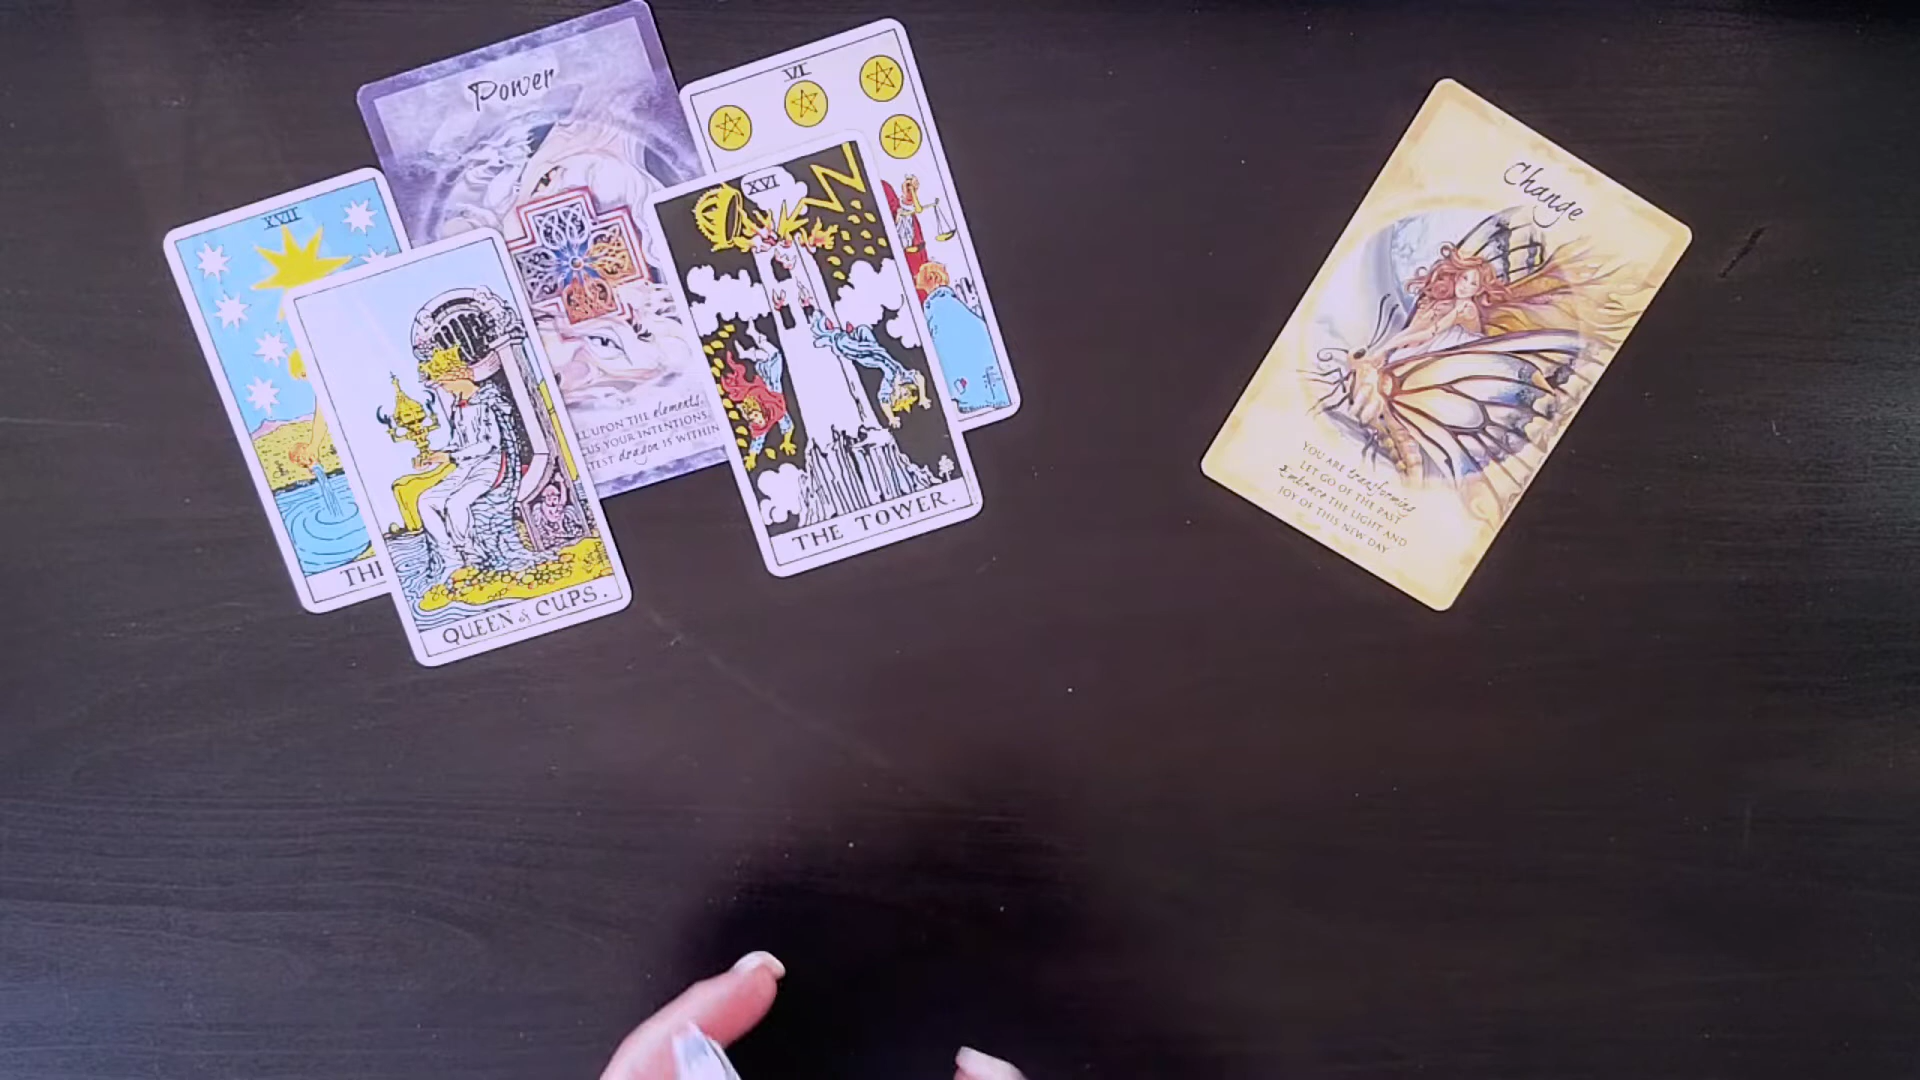 Power
VI
XVI
XVII
UPON THE elements.
YOUR INTENTIONS.
dragon IS WITHIN
THE TOWER.
QUEEN of CUPS.
Change
YOU ARE transforming
LET GO OF THE PAST
Embrace THE LIGHT AND
JOY OF THIS NEW DAY